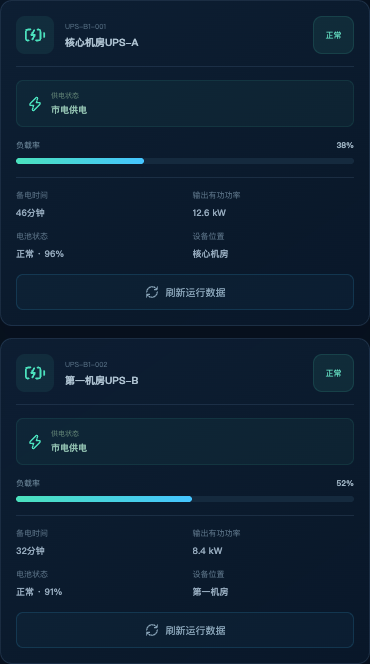 UPS-B1-001
核心机房UPS-A
正常
供电状态
市电供电
负载率 38%
备电时间 输出有功功率
46分钟 12.6 kW
电池状态 设备位置
正常 · 96% 核心机房
刷新运行数据
UPS-B1-002
第一机房UPS-B
正常
供电状态
市电供电
负载率 52%
备电时间 输出有功功率
32分钟 8.4 kW
电池状态 设备位置
正常 · 91% 第一机房
刷新运行数据